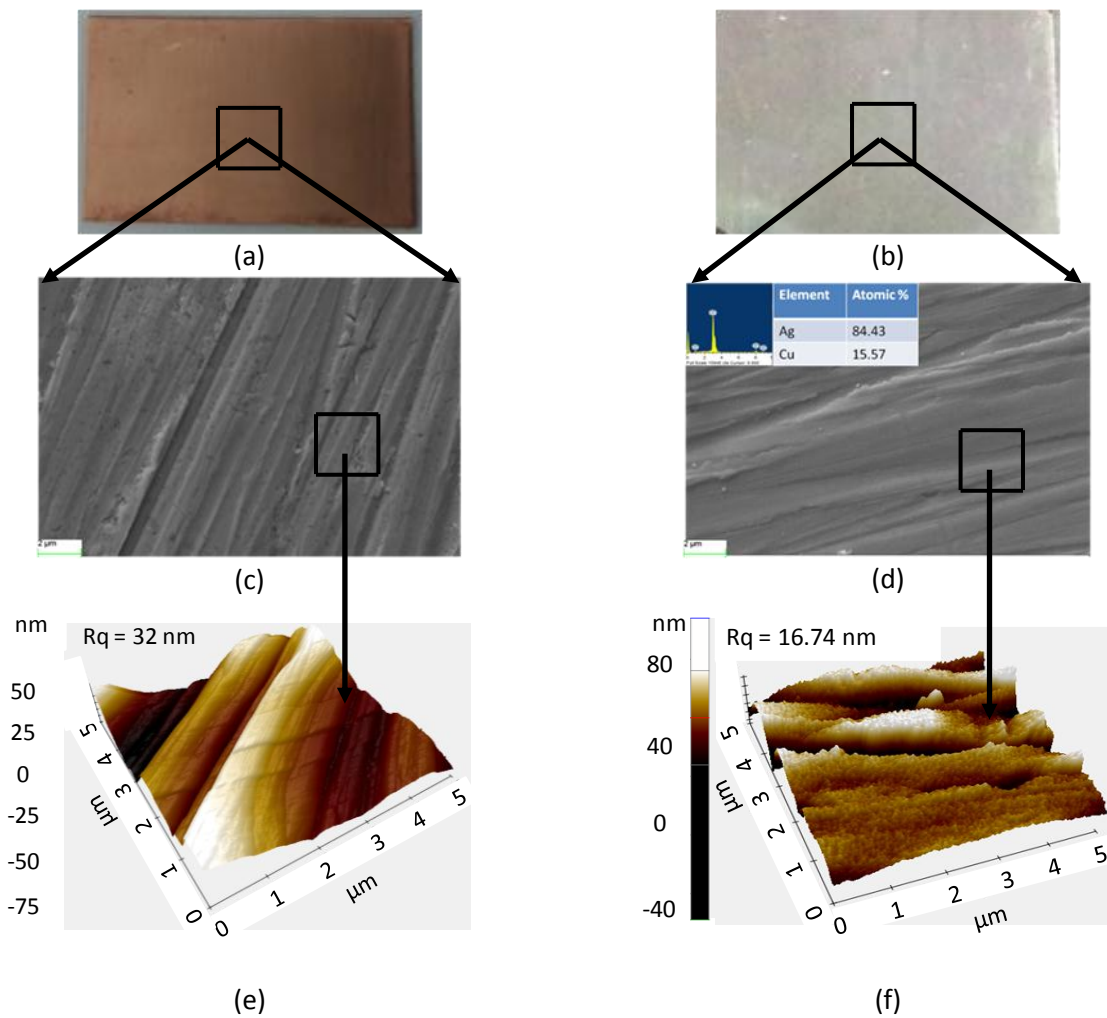 (a)
(b)
Element Atomic %
Ag 84.43
Cu 15.57
2 µm
2 µm
(c)
(d)
nm
Rq = 32 nm
50
25
0
-25
-50
-75
5
4
3
2
1
0
µm
0
1
2
3
4
5
µm
nm
Rq = 16.74 nm
80
40
0
-40
5
4
3
2
1
0
µm
0
1
2
3
4
5
µm
(e)
(f)